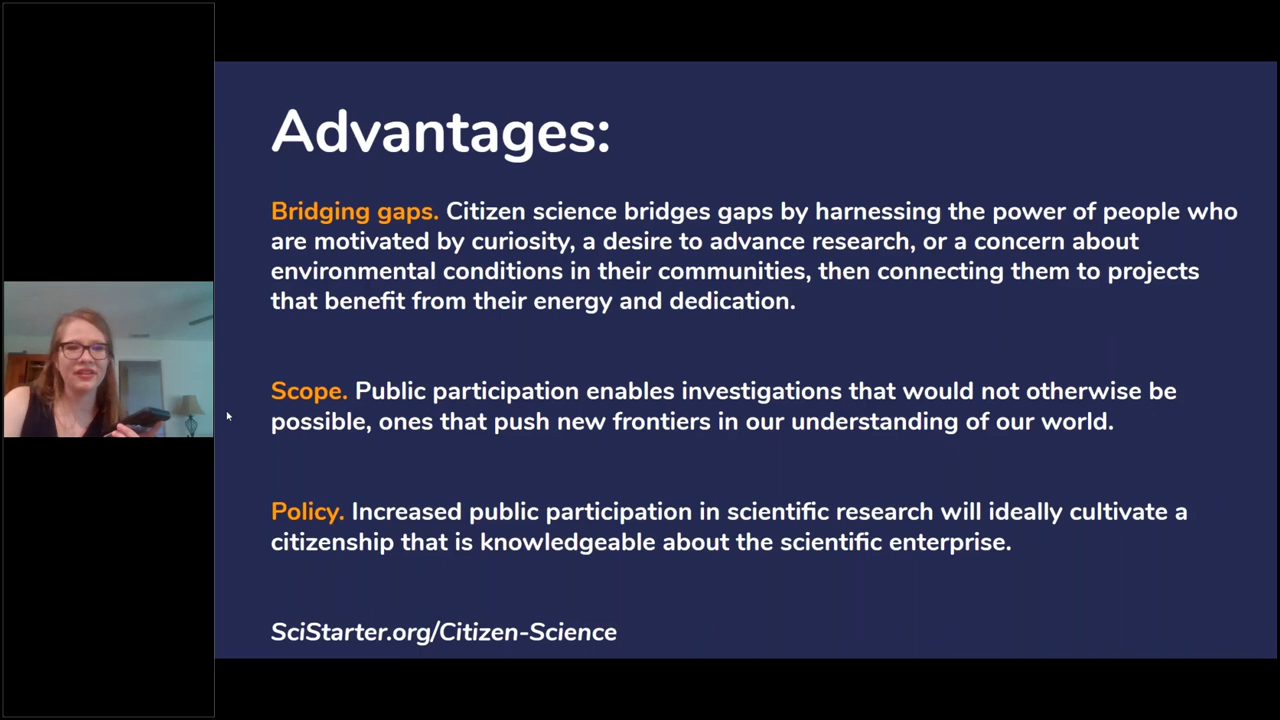 Advantages:
Bridging gaps. Citizen science bridges gaps by harnessing the power of people who
are motivated by curiosity, a desire to advance research, or a concern about
environmental conditions in their communities, then connecting them to projects
that benefit from their energy and dedication.
Scope. Public participation enables investigations that would not otherwise be
possible, ones that push new frontiers in our understanding of our world.
Policy. Increased public participation in scientific research will ideally cultivate a
citizenship that is knowledgeable about the scientific enterprise.
SciStarter.org/Citizen-Science